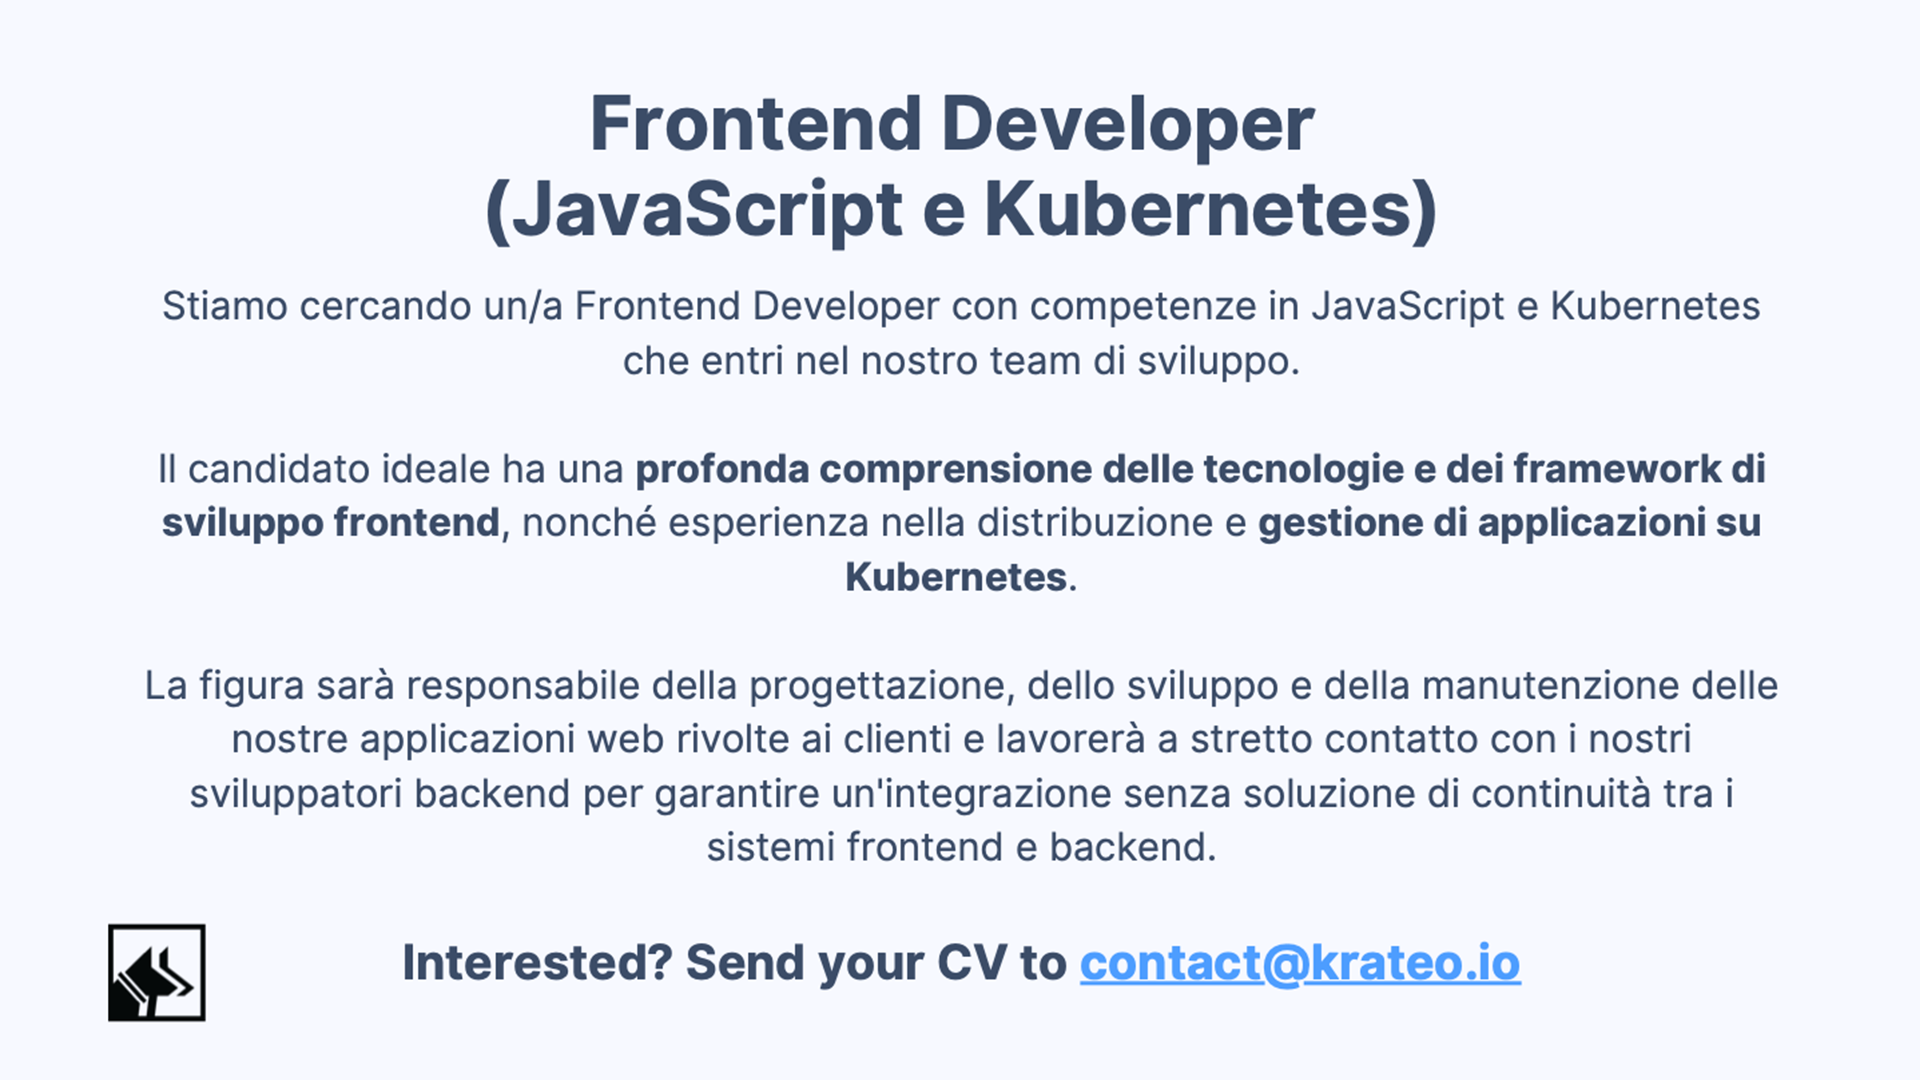 Frontend Developer
(JavaScript e Kubernetes)
Stiamo cercando un/a Frontend Developer con competenze in JavaScript e Kubernetes
che entri nel nostro team di sviluppo.
Il candidato ideale ha una profonda comprensione delle tecnologie e dei framework di
sviluppo frontend, nonché esperienza nella distribuzione e gestione di applicazioni su
Kubernetes.
La figura sarà responsabile della progettazione, dello sviluppo e della manutenzione delle
nostre applicazioni web rivolte ai clienti e lavorerà a stretto contatto con i nostri
sviluppatori backend per garantire un'integrazione senza soluzione di continuità tra i
sistemi frontend e backend.
Interested? Send your CV to contact@krateo.io